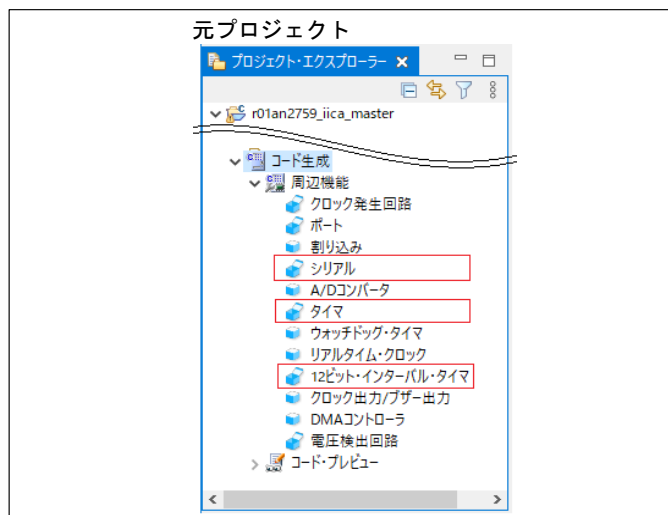 元プロジェクト
プロジェクト・エクスプローラー
r01an2759_iica_master
コード生成
周辺機能
クロック発生回路
ポート
割り込み
シリアル
A/Dコンバータ
タイマ
ウォッチドッグ・タイマ
リアルタイム・クロック
12ビット・インターバル・タイマ
クロック出力/ブザー出力
DMAコントローラ
電圧検出回路
コード・プレビュー